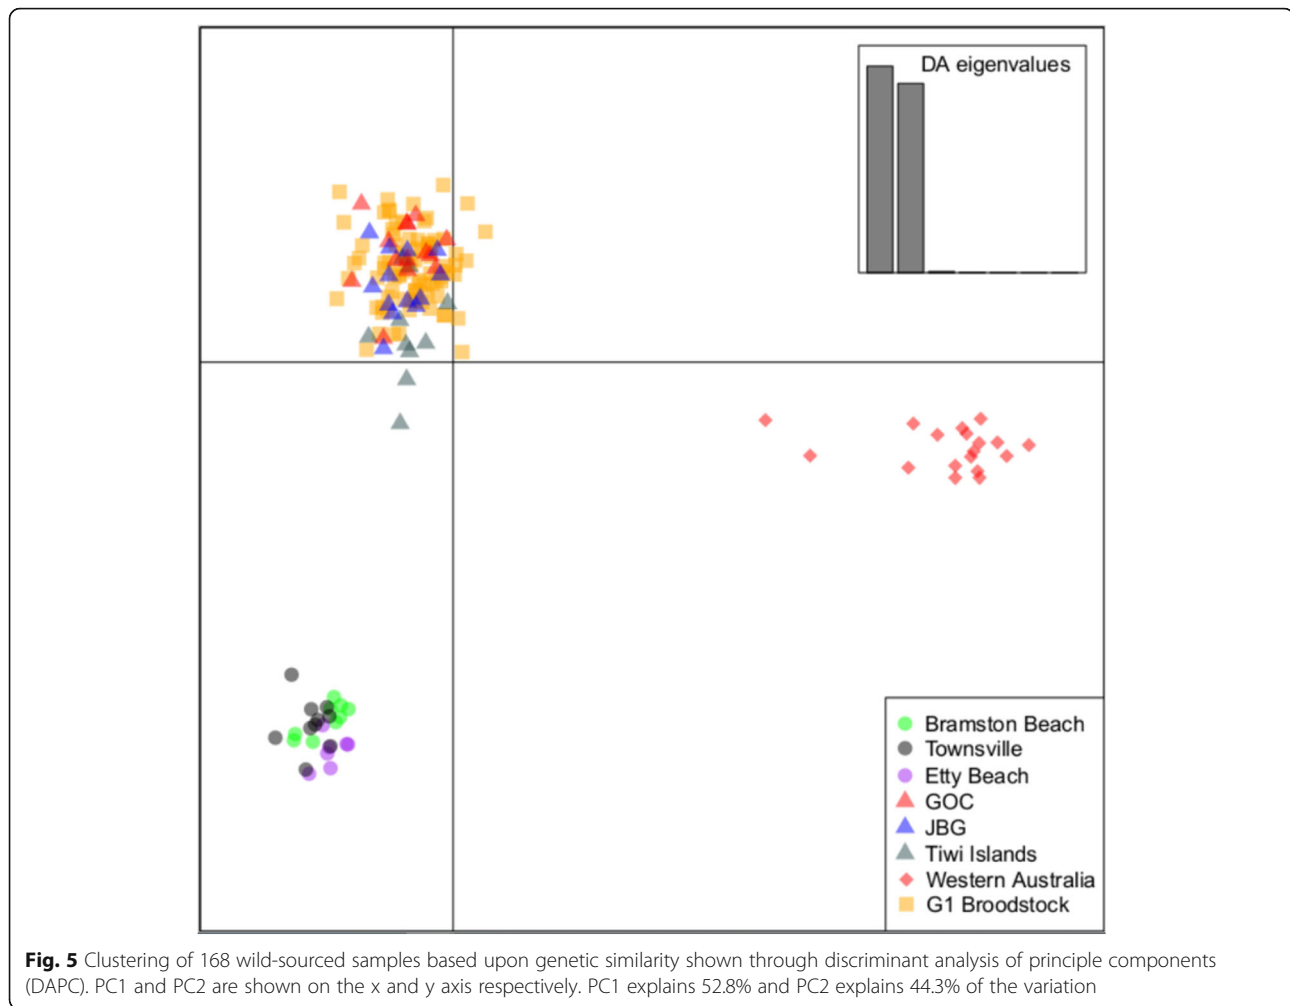 DA eigenvalues
Bramston Beach
Townsville
Etty Beach
GOC
JBG
Tiwi Islands
Western Australia
G1 Broodstock
Fig. 5 Clustering of 168 wild-sourced samples based upon genetic similarity shown through discriminant analysis of principle components
(DAPC). PC1 and PC2 are shown on the x and y axis respectively. PC1 explains 52.8% and PC2 explains 44.3% of the variation